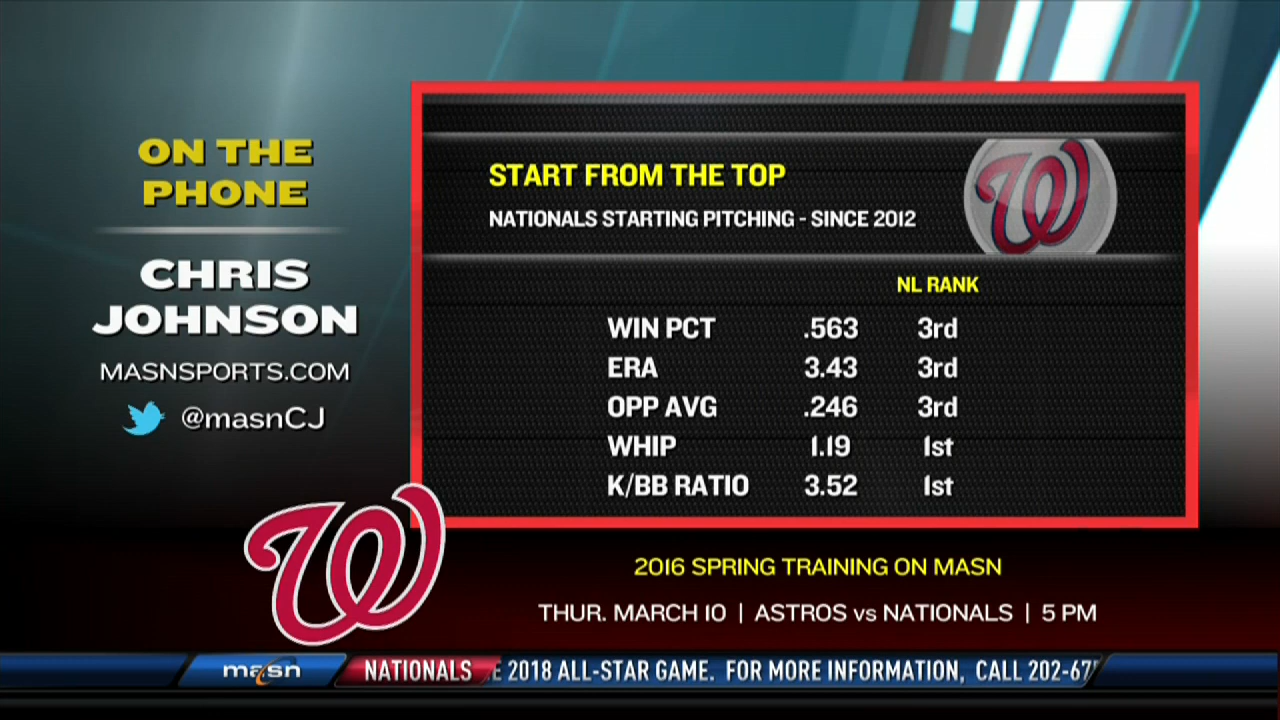 ON THE
PHONE
CHRIS
JOHNSON
MASNSPORTS.COM
@masnCJ
START FROM THE TOP
NATIONALS STARTING PITCHING - SINCE 2012
W
NL RANK
WIN PCT .563 3rd
ERA 3.43 3rd
OPP AVG .246 3rd
WHIP 1.19 1st
K/BB RATIO 3.52 1st
W
2016 SPRING TRAINING ON MASN
THUR. MARCH 10 | ASTROS vs NATIONALS | 5 PM
masn NATIONALS 2018 ALL-STAR GAME. FOR MORE INFORMATION, CALL 202-67